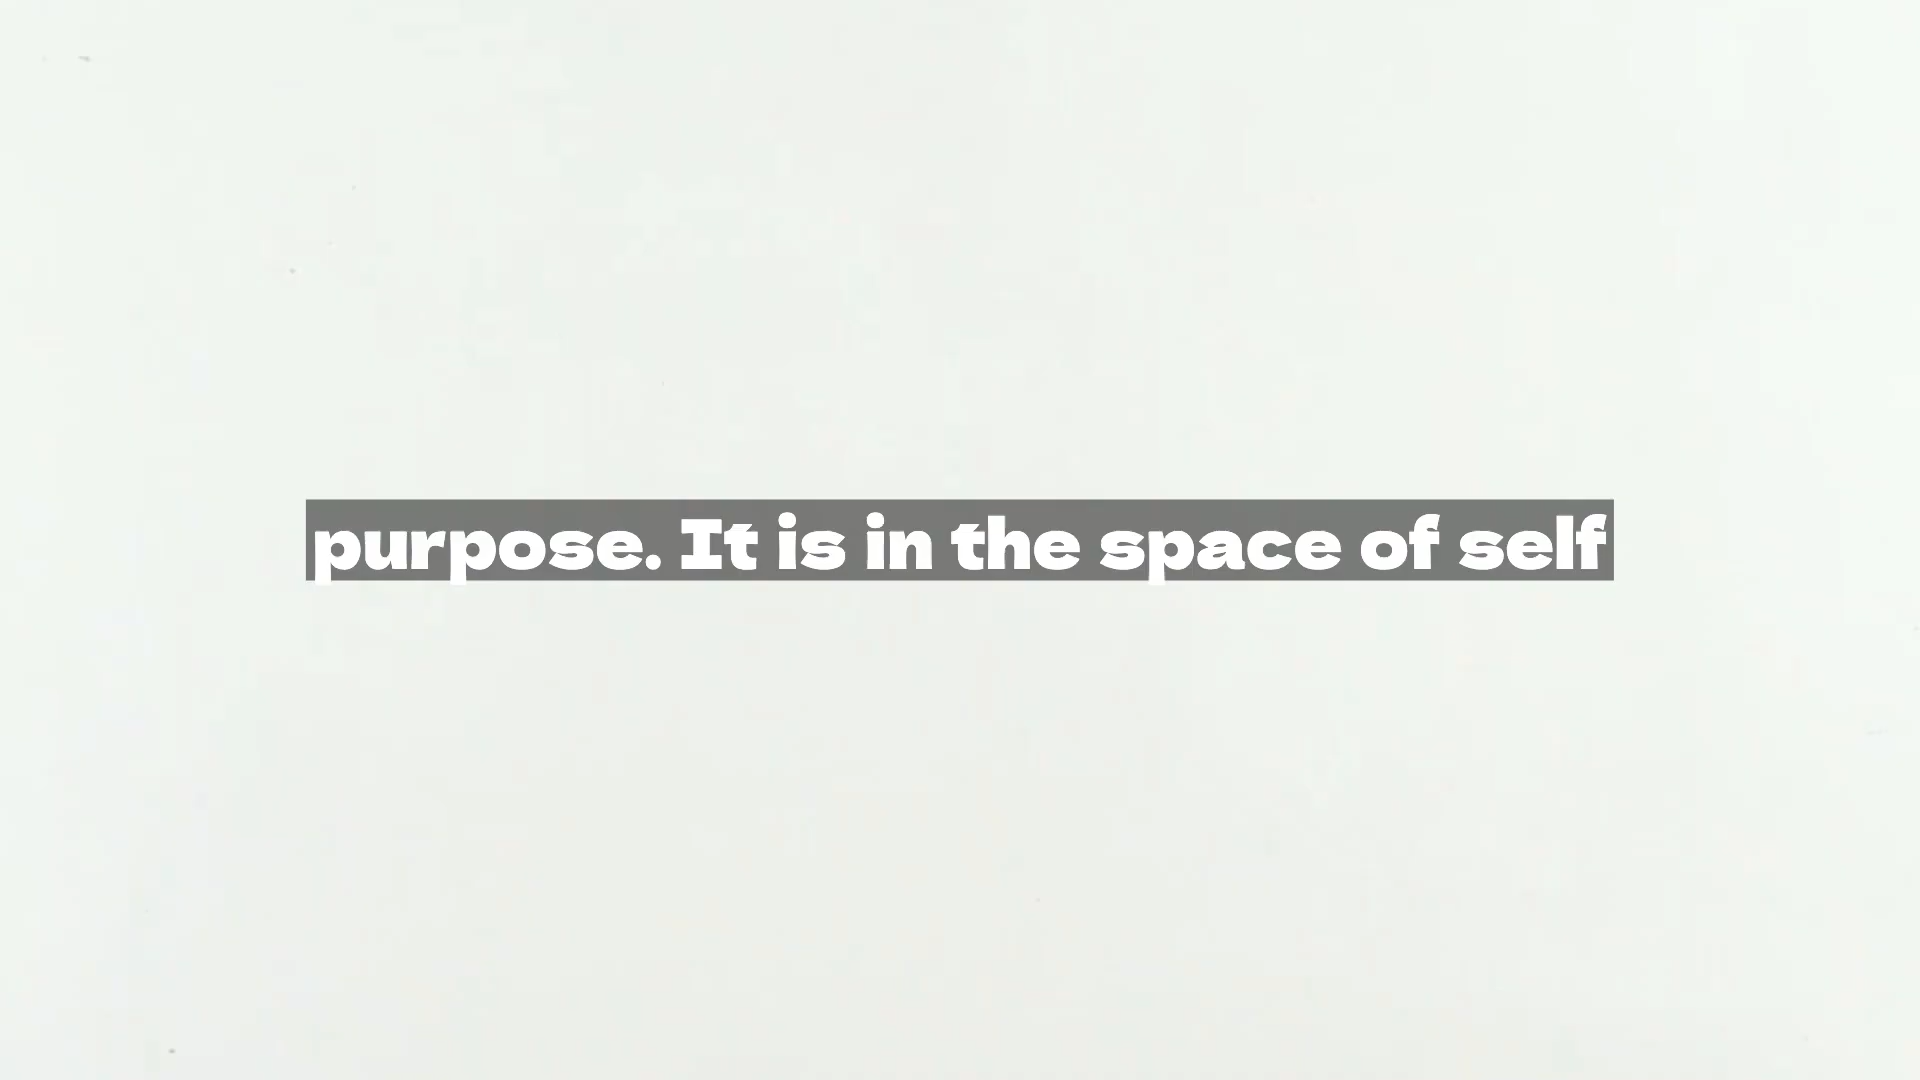 purpose. It is in the space of self